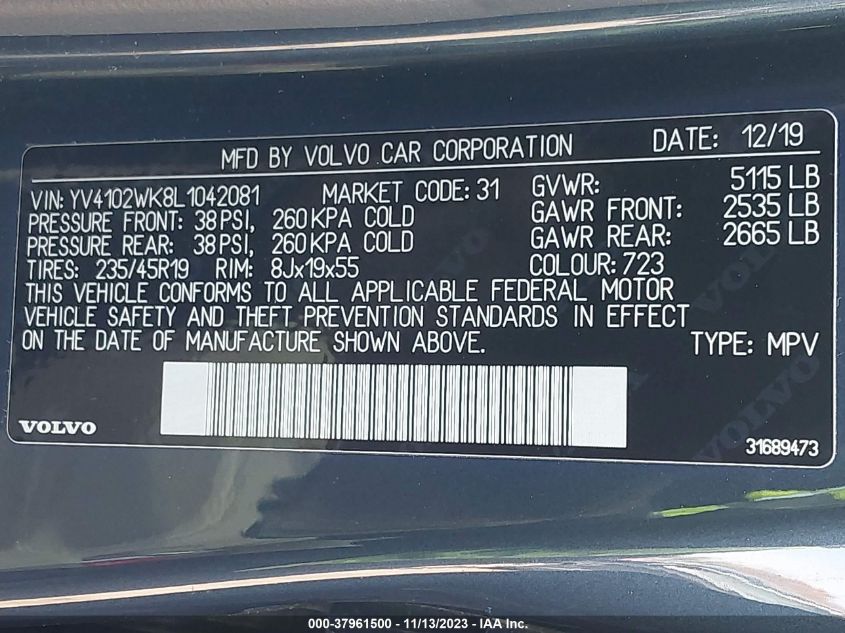 MFD BY VOLVO CAR CORPORATION DATE: 12/19
VIN: YV4102WK8L1042081 MARKET CODE: 31 GVWR: 5115 LB
PRESSURE FRONT: 38 PSI, 260 KPA COLD GAWR FRONT: 2535 LB
PRESSURE REAR: 38 PSI, 260 KPA COLD GAWR REAR: 2665 LB
TIRES: 235/45R19 RIM: 8Jx19x55 COLOUR: 723
THIS VEHICLE CONFORMS TO ALL APPLICABLE FEDERAL MOTOR
VEHICLE SAFETY AND THEFT PREVENTION STANDARDS IN EFFECT
ON THE DATE OF MANUFACTURE SHOWN ABOVE. TYPE: MPV
VOLVO
31689473
000-37961500 - 11/13/2023 - IAA Inc.